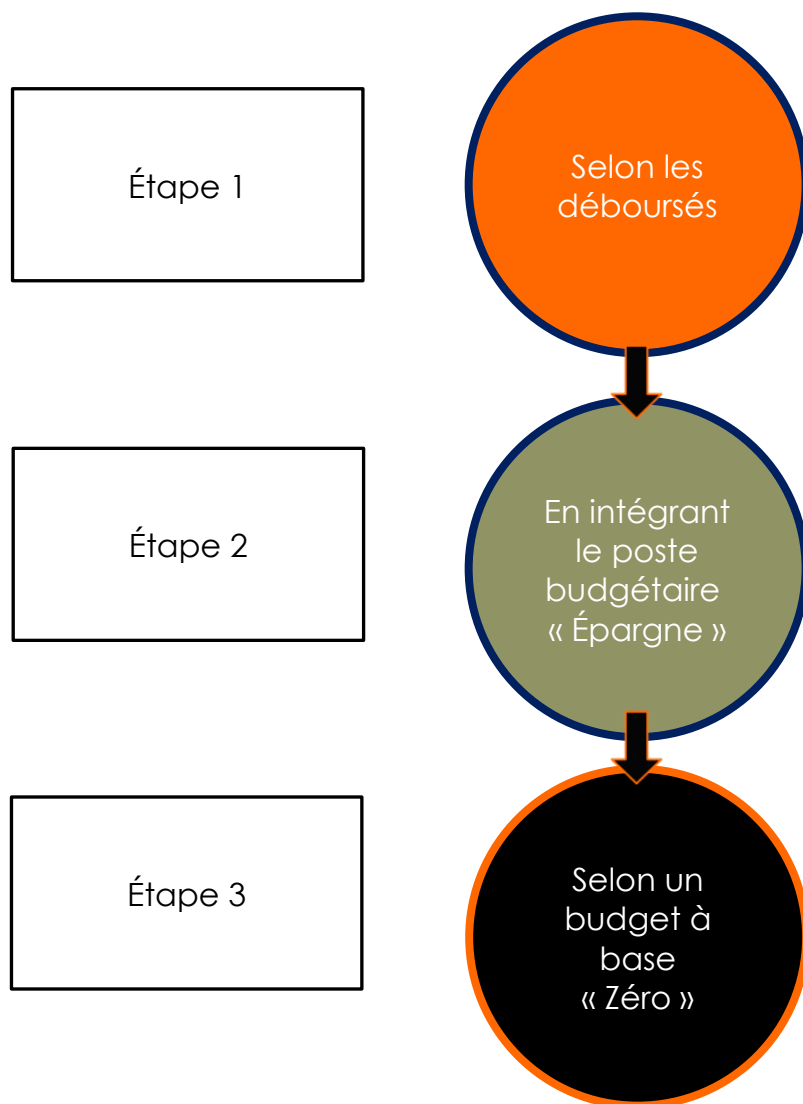 Étape 1
Selon les
déboursés
Étape 2
En intégrant
le poste
budgétaire
« Épargne »
Étape 3
Selon un
budget à
base
« Zéro »